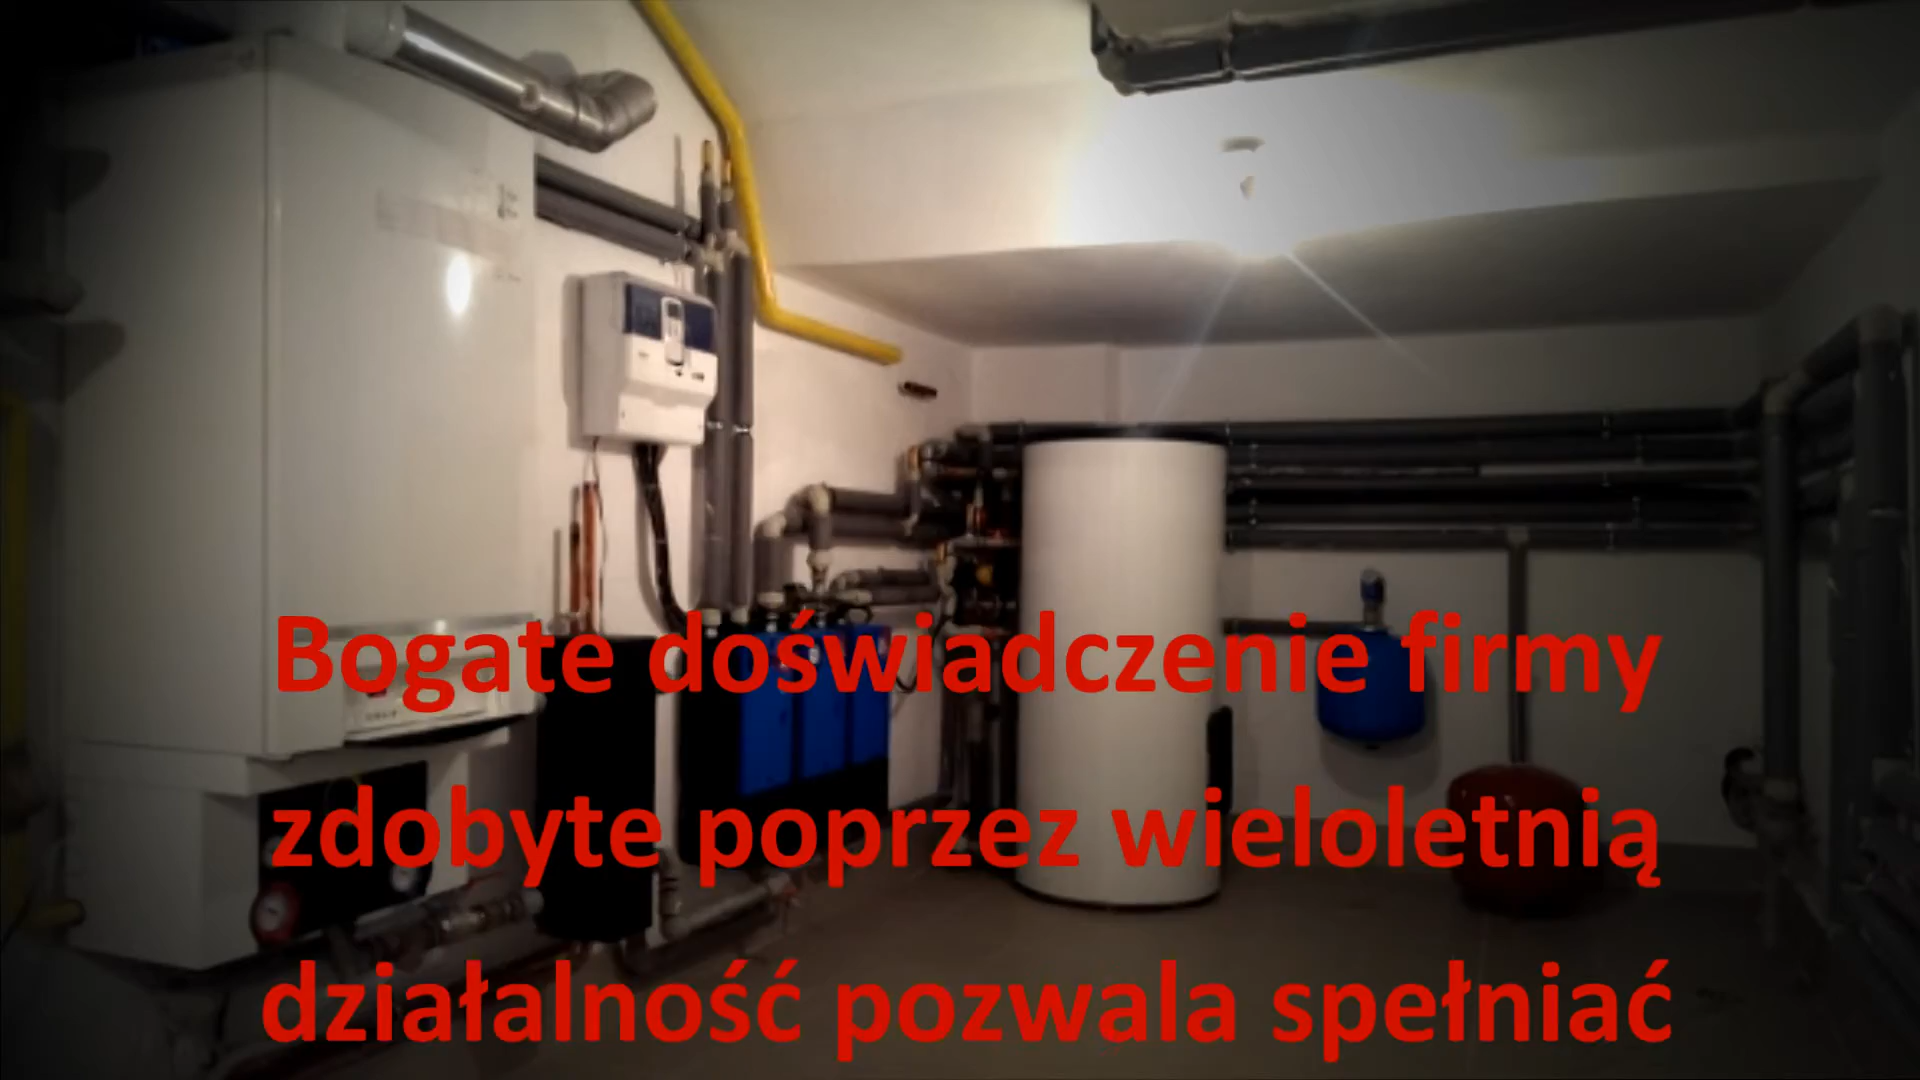 Bogate doświadczenie firmy
zdobyte poprzez wieloletnią
działalność pozwala spełniać